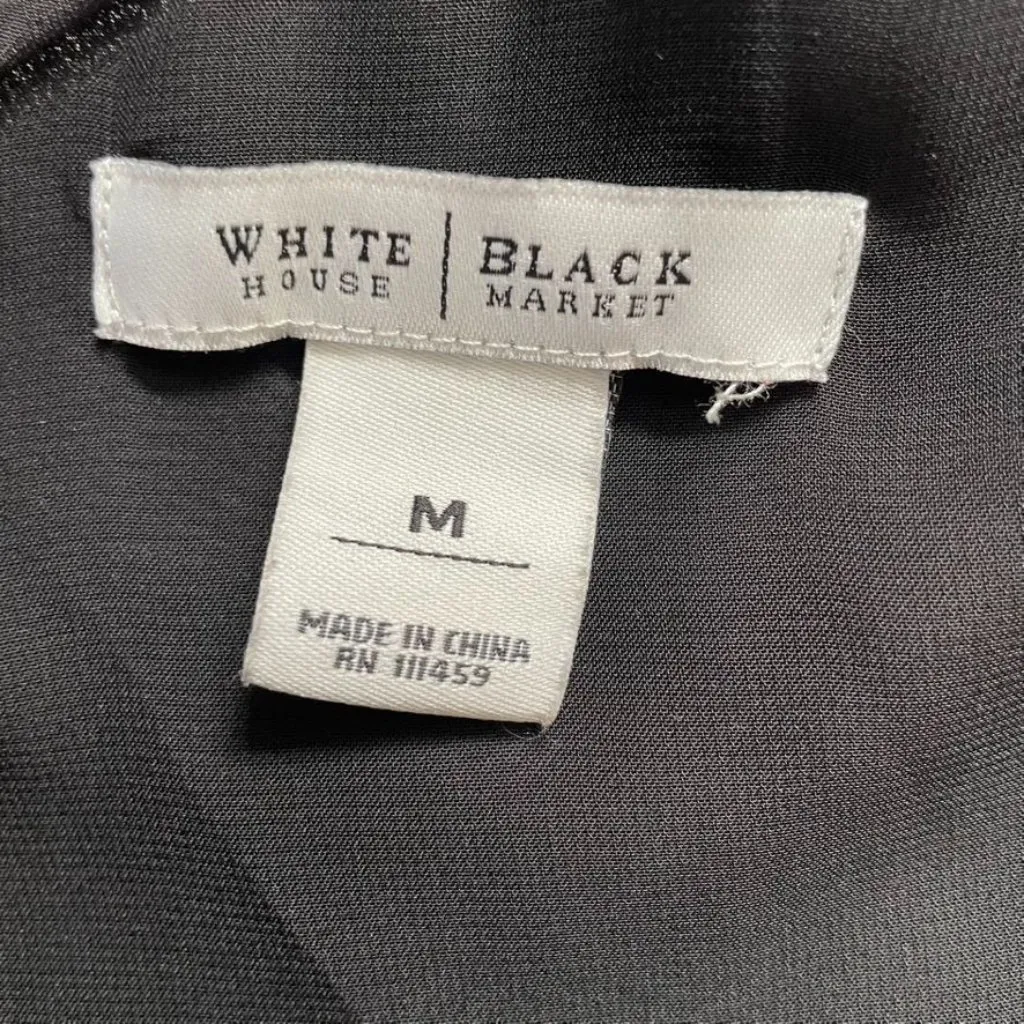 WHITE | BLACK
HOUSE | MARKET
M
MADE IN CHINA
RN 111459